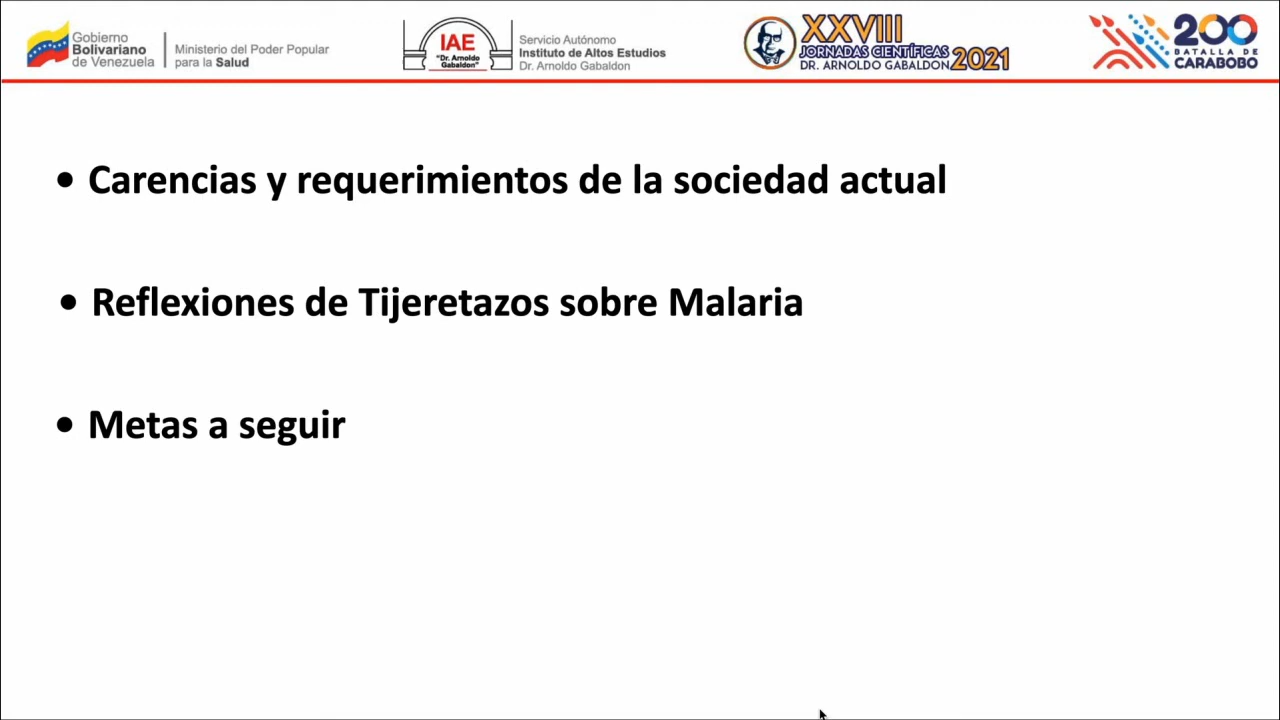 Gobierno
Bolivariano
de Venezuela
Ministerio del Poder Popular
para la Salud
IAE
"Dr. Arnoldo
Gabaldon"
Servicio Autónomo
Instituto de Altos Estudios
Dr. Arnoldo Gabaldon
XXVIII
JORNADAS CIENTÍFICAS
DR. ARNOLDO GABALDON 2021
200
BATALLA DE
CARABOBO
• Carencias y requerimientos de la sociedad actual
• Reflexiones de Tijeretazos sobre Malaria
• Metas a seguir